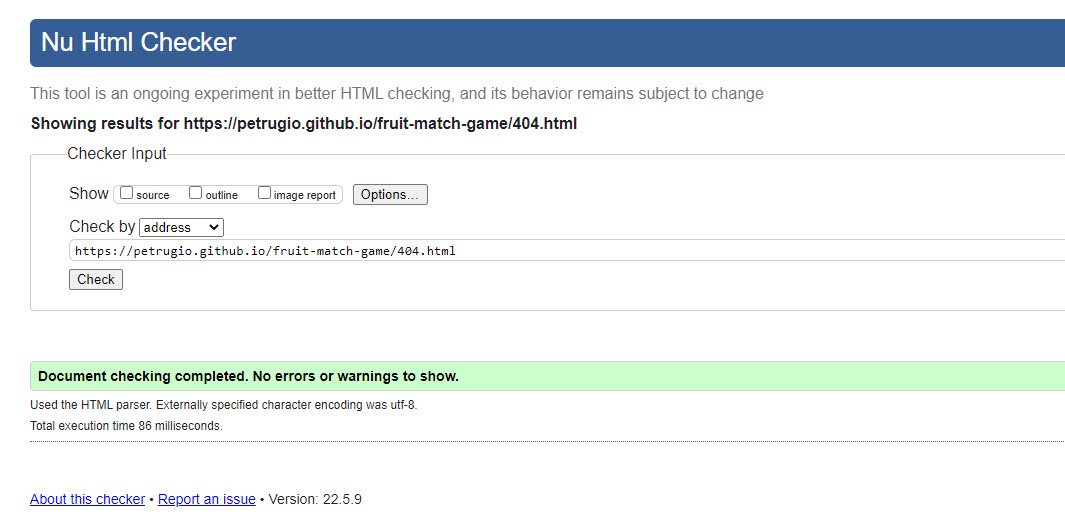 Nu Html Checker
This tool is an ongoing experiment in better HTML checking, and its behavior remains subject to change
Showing results for https://petrugio.github.io/fruit-match-game/404.html
Checker Input
Show source outline image report Options...
Check by address
https://petrugio.github.io/fruit-match-game/404.html
Check
Document checking completed. No errors or warnings to show.
Used the HTML parser. Externally specified character encoding was utf-8.
Total execution time 86 milliseconds.
About this checker • Report an issue • Version: 22.5.9